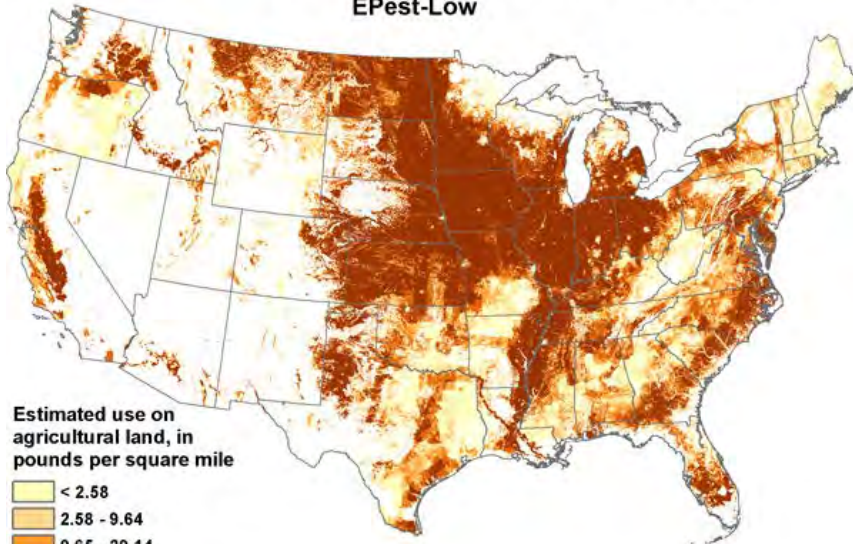 EPest-Low
Estimated use on
agricultural land, in
pounds per square mile
< 2.58
2.58 - 9.64